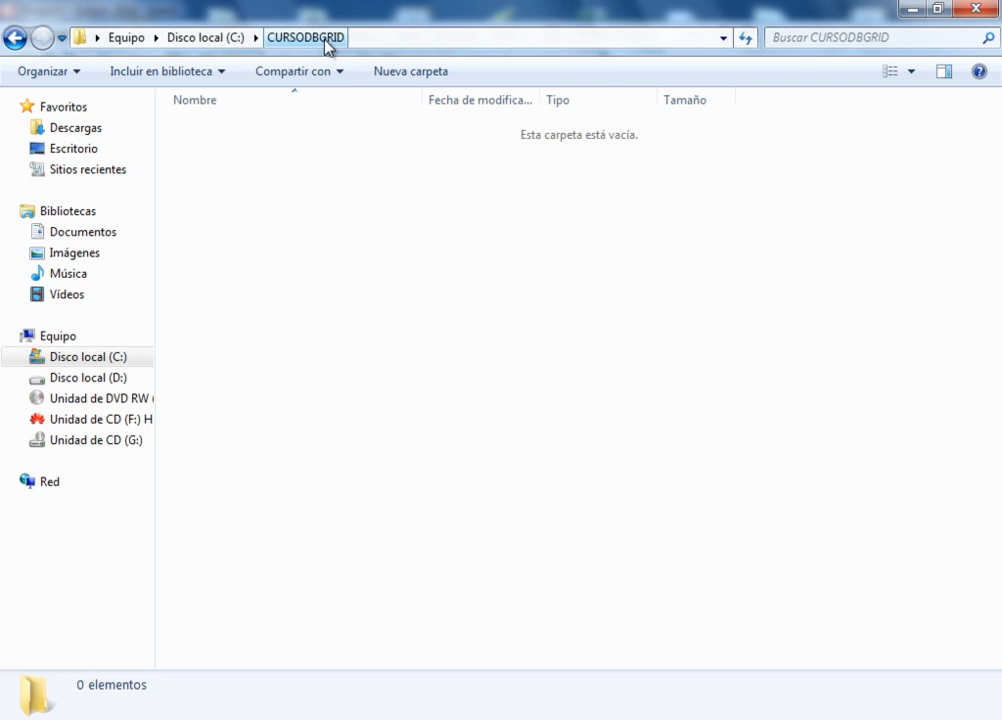 Equipo Disco local (C:) CURSODBGRID
Buscar CURSODBGRID
Organizar Incluir en biblioteca Compartir con Nueva carpeta
Nombre Fecha de modifica... Tipo Tamaño
Esta carpeta está vacía.
Favoritos
Descargas
Escritorio
Sitios recientes
Bibliotecas
Documentos
Imágenes
Música
Vídeos
Equipo
Disco local (C:)
Disco local (D:)
Unidad de DVD RW (
Unidad de CD (F:) H
Unidad de CD (G:)
Red
0 elementos